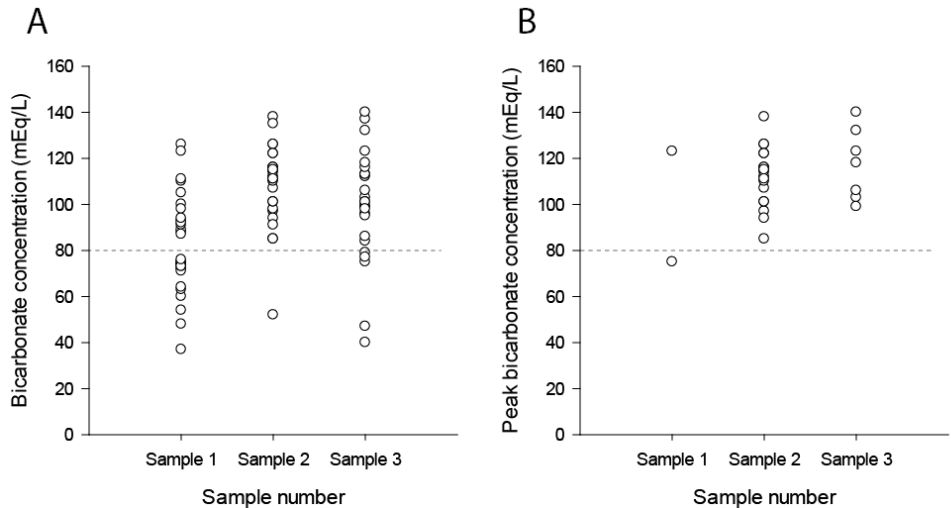 A
Bicarbonate concentration (mEq/L)
160
140
120
100
80
60
40
20
0
Sample 1 Sample 2 Sample 3
Sample number
B
Peak bicarbonate concentration (mEq/L)
160
140
120
100
80
60
40
20
0
Sample 1 Sample 2 Sample 3
Sample number